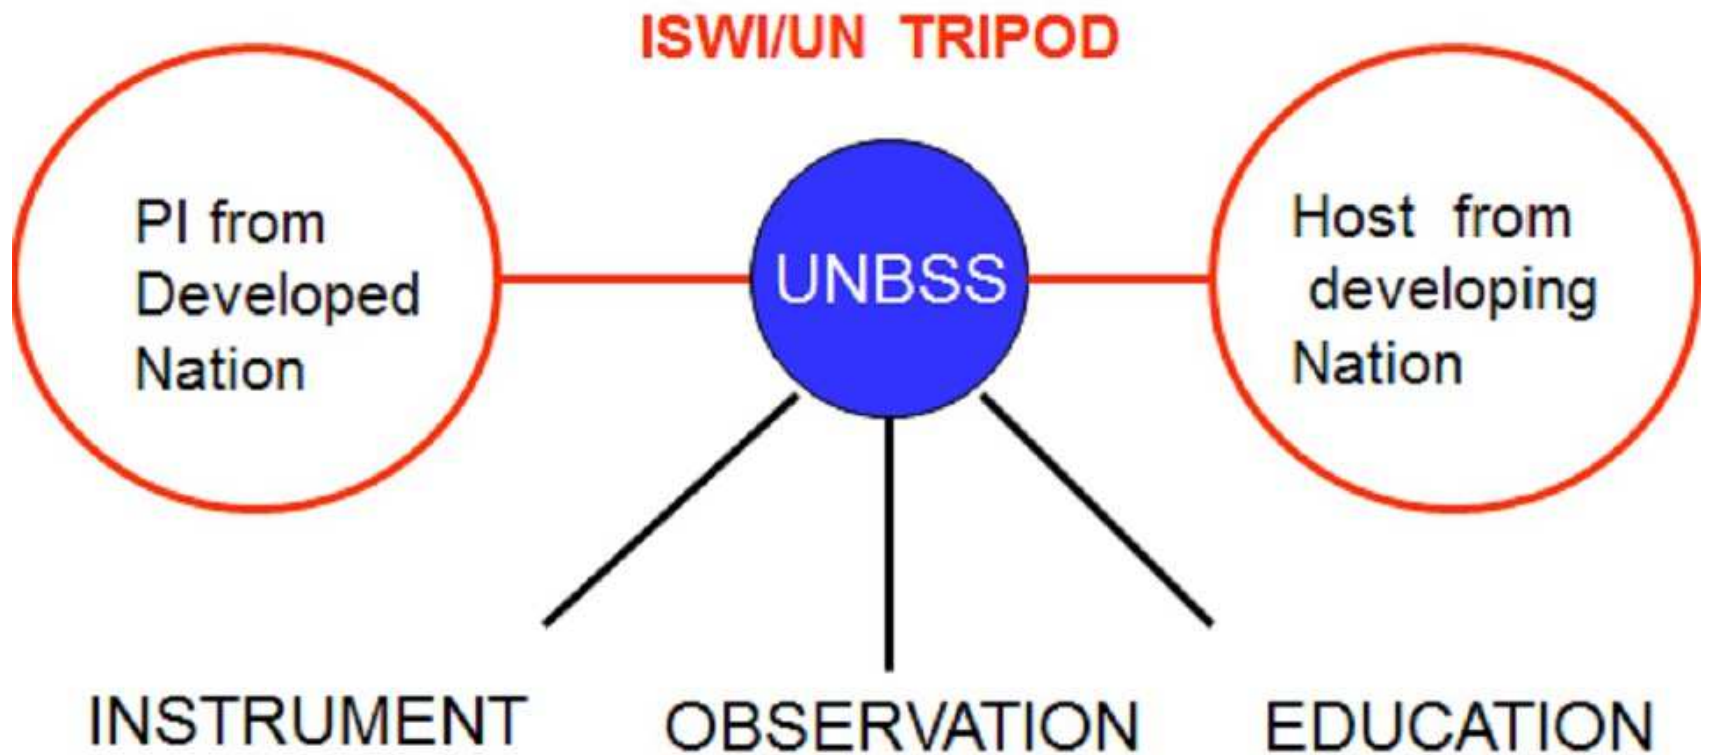 ISWI/UN TRIPOD
PI from
Developed
Nation
UNBSS
Host from
developing
Nation
INSTRUMENT
OBSERVATION
EDUCATION